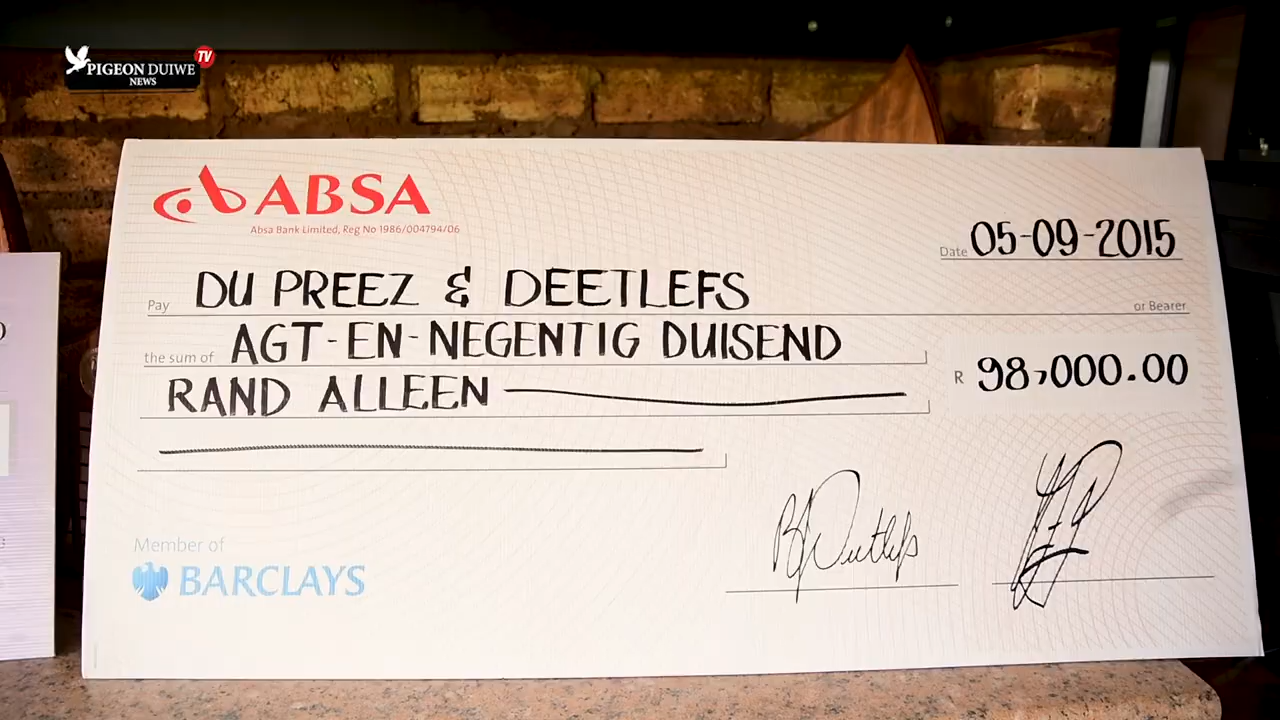 PIGEON DUIWE TV
NEWS
ABSA
Absa Bank Limited, Reg No 1986/004794/06
Date 05-09-2015
Pay DU PREEZ & DEETLEFS or Bearer
the sum of AGT-EN-NEGENTIG DUISEND
RAND ALLEEN
R 98,000.00
Member of
BARCLAYS